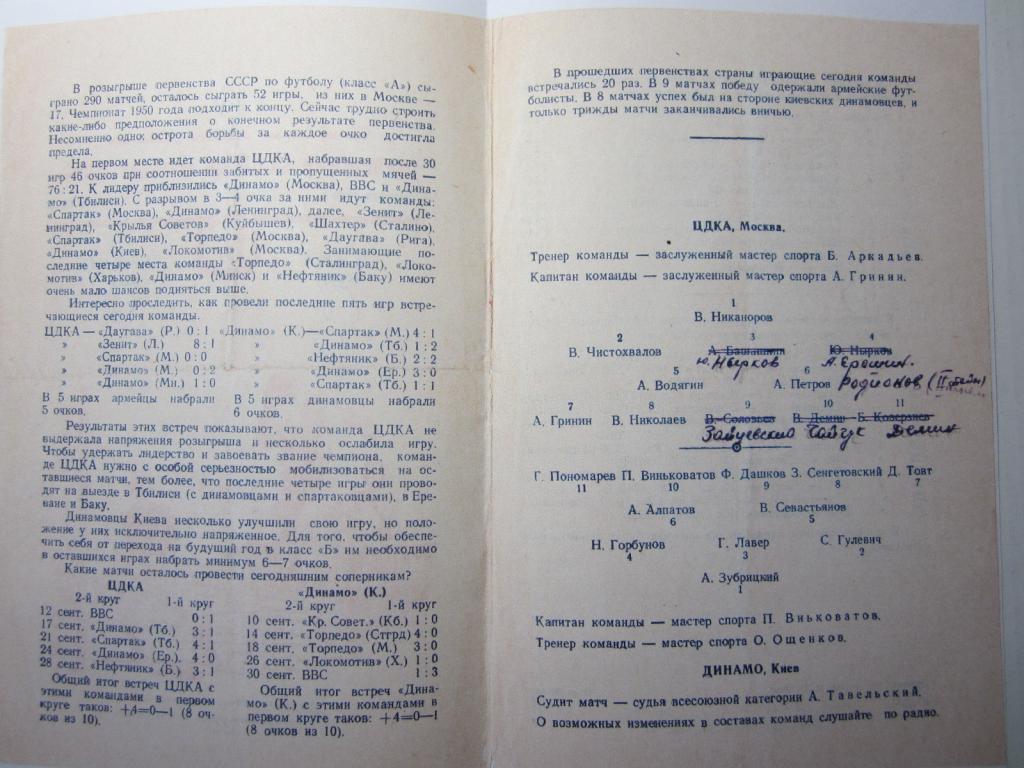 В розыгрыше первенства СССР по футболу (класс «А») сы-
грано 290 матчей, осталось сыграть 52 игры, из них в Москве —
17. Чемпионат 1950 года подходит к концу. Сейчас трудно строить
какие-либо предположения о конечном результате первенства.
Несомненно одно: острота борьбы за каждое очко достигла
предела.
На первом месте идет команда ЦДКА, набравшая после 30
игр 46 очков при соотношении забитых и пропущенных мячей —
76:21. К лидеру приблизились «Динамо» (Москва), ВВС и «Дина-
мо» (Тбилиси). С разрывом в 3—4 очка за ними идут команды:
«Спартак» (Москва), «Динамо» (Ленинград), далее, «Зенит» (Ле-
нинград), «Крылья Советов» (Куйбышев), «Шахтер» (Сталино),
«Спартак» (Тбилиси), «Торпедо» (Москва), «Даугава» (Рига),
«Динамо» (Киев), «Локомотив» (Москва). Занимающие по-
следние четыре места команды «Торпедо» (Сталинград), «Локо-
мотив» (Харьков), «Динамо» (Минск) и «Нефтяник» (Баку) имеют
очень мало шансов подняться выше.
Интересно проследить, как провели последние пять игр встре-
чающиеся сегодня команды.
ЦДКА — «Даугава» (Р.) 0:1 «Динамо» (К.)—«Спартак» (М.) 4:1
» «Зенит» (Л.) 8:1 » «Динамо» (Тб.) 1:2
» «Спартак» (М.) 0:0 » «Нефтяник» (Б.) 2:2
» «Динамо» (М.) 0:2 » «Динамо» (Ер.) 3:0
» «Динамо» (Мн.) 1:0 » «Спартак» (Тб.) 1:1
В 5 играх армейцы набрали В 5 играх динамовцы набрали
5 очков. 6 очков.
Результаты этих встреч показывают, что команда ЦДКА не
выдержала напряжения розыгрыша и несколько ослабила игру.
Чтобы удержать лидерство и завоевать звание чемпиона, коман-
де ЦДКА нужно с особой серьезностью мобилизоваться на ос-
тавшиеся матчи, тем более, что последние четыре игры они прово-
дят на выезде в Тбилиси (с динамовцами и спартаковцами), в Ере-
ване и Баку.
Динамовцы Киева несколько улучшили свою игру, но поло-
жение у них исключительно напряженное. Для того, чтобы обеспе-
чить себя от перехода на будущий год в класс «Б» им необходимо
в оставшихся играх набрать минимум 6—7 очков.
Какие матчи осталось провести сегодняшним соперникам?
ЦДКА
2-й круг 1-й круг
12 сент. ВВС 0:1
17 сент. «Динамо» (Тб.) 3:1
21 сент. «Спартак» (Тб.) 4:1
24 сент. «Динамо» (Ер.) 4:0
28 сент. «Нефтяник» (Б.) 3:1
Общий итог встреч ЦДКА с
этими командами в первом
круге таков: +4=0—1 (8 оч-
ков из 10).
«Динамо» (К.)
2-й круг 1-й круг
10 сент. «Кр. Совет.» (Кб.) 1:0
14 сент. «Торпедо» (Стгрд) 4:0
18 сент. «Торпедо» (М.) 3:0
26 сент. «Локомотив» (Х.) 1:0
30 сент. ВВС 1:3
Общий итог встреч «Дина-
мо» (К.) с этими командами в
первом круге таков: +4=0—1
(8 очков из 10).
В прошедших первенствах страны играющие сегодня команды
встречались 20 раз. В 9 матчах победу одержали армейские фут-
болисты. В 8 матчах успех был на стороне киевских динамовцев, и
только трижды матчи заканчивались вничью.
ЦДКА, Москва.
Тренер команды — заслуженный мастер спорта Б. Аркадьев.
Капитан команды — заслуженный мастер спорта А. Гринин.
1
В. Никаноров
2 3 4
В. Чистохвалов А. Башашкин Ю. Нырков
Ю. Нырков А. Ерошин.
5 6
А. Водягин А. Петров Родионов (II тайм)
7 8 9 10 11
А. Гринин В. Николаев В. Соловьев В. Демин Б. Коверзнев
Чайчук Демин
Г. Пономарев П. Виньковатов Ф. Дашков З. Сенгетовский Д. Товт
11 10 9 8 7
А. Алпатов В. Севастьянов
6 5
Н. Горбунов Г. Лавер С. Гулевич
4 3 2
А. Зубрицкий
1
Капитан команды — мастер спорта П. Виньковатов.
Тренер команды — мастер спорта О. Ошенков.
ДИНАМО, Киев
Судит матч — судья всесоюзной категории А. Тавельский.
О возможных изменениях в составах команд слушайте по радио.